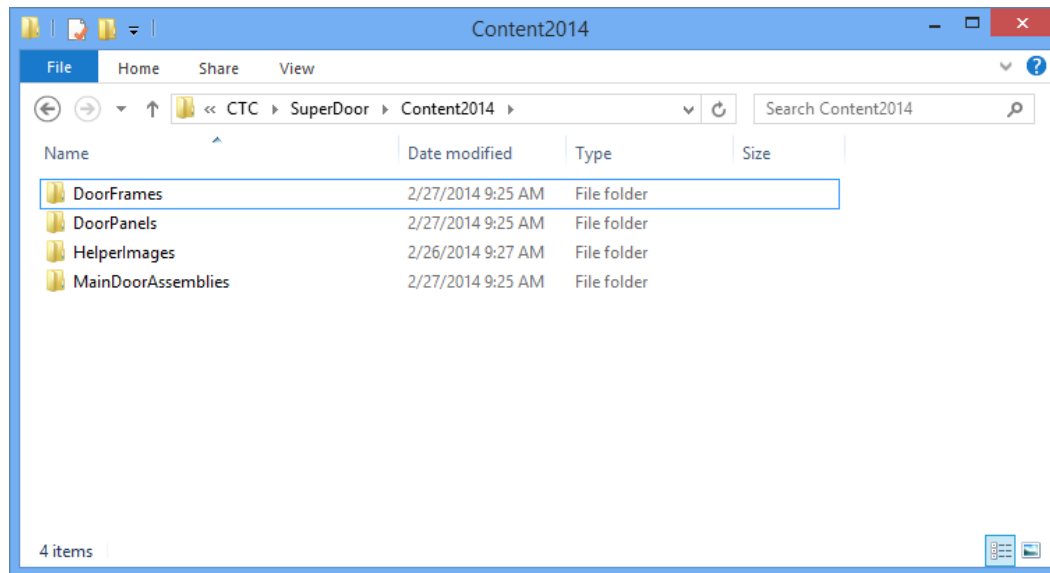 Content2014
File Home Share View
« CTC SuperDoor Content2014 Search Content2014
Name Date modified Type Size
DoorFrames 2/27/2014 9:25 AM File folder
DoorPanels 2/27/2014 9:25 AM File folder
HelperImages 2/26/2014 9:27 AM File folder
MainDoorAssemblies 2/27/2014 9:25 AM File folder
4 items